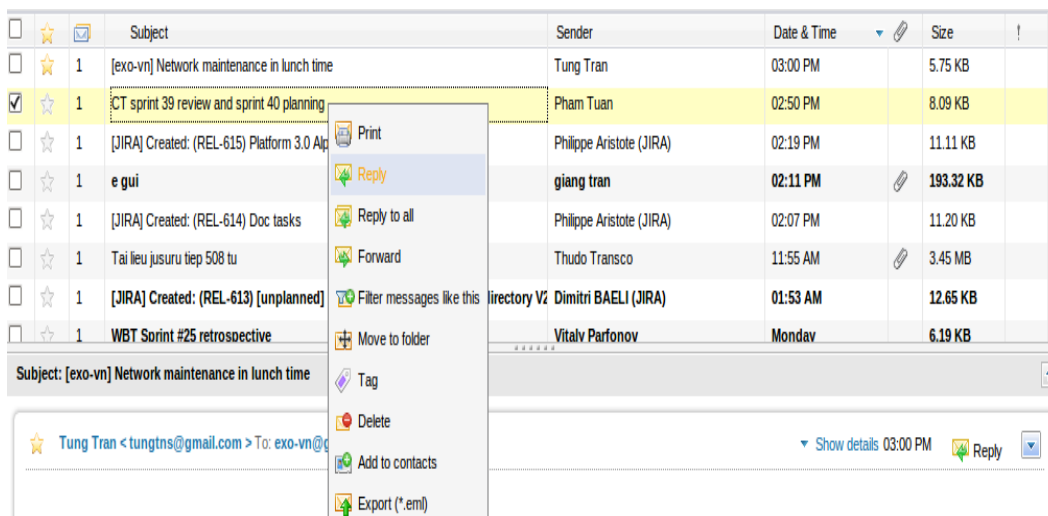 Subject Sender Date & Time Size
1 [exo-vn] Network maintenance in lunch time Tung Tran 03:00 PM 5.75 KB
1 CT sprint 39 review and sprint 40 planning Pham Tuan 02:50 PM 8.09 KB
Print
1 [JIRA] Created: (REL-615) Platform 3.0 Alp Philippe Aristote (JIRA) 02:19 PM 11.11 KB
Reply
1 e gui giang tran 02:11 PM 193.32 KB
Reply to all
1 [JIRA] Created: (REL-614) Doc tasks Philippe Aristote (JIRA) 02:07 PM 11.20 KB
Forward
1 Tai lieu jusuru tiep 508 tu Thudo Transco 11:55 AM 3.45 MB
Filter messages like this
1 [JIRA] Created: (REL-613) [unplanned] directory V2 Dimitri BAELI (JIRA) 01:53 AM 12.65 KB
Move to folder
1 WBT Sprint #25 retrospective Vitaly Parfonov Monday 6.19 KB
Subject: [exo-vn] Network maintenance in lunch time
Tag
Delete
Tung Tran < tungtns@gmail.com > To: exo-vn@g Show details 03:00 PM Reply
Add to contacts
Export (*.eml)